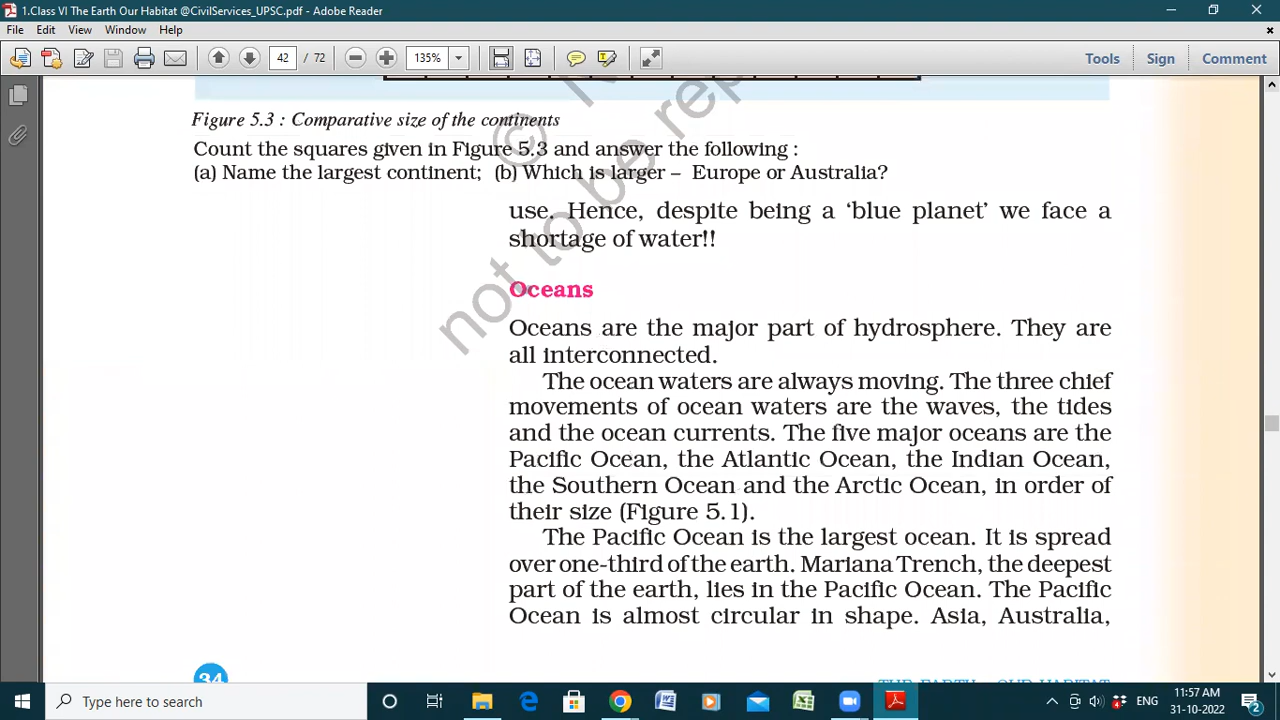 1.Class VI The Earth Our Habitat @CivilServices_UPSC.pdf - Adobe Reader
File Edit View Window Help
42 / 72 135% Tools Sign Comment
Figure 5.3 : Comparative size of the continents
Count the squares given in Figure 5.3 and answer the following :
(a) Name the largest continent; (b) Which is larger – Europe or Australia?
use. Hence, despite being a ‘blue planet’ we face a
shortage of water!!
Oceans
Oceans are the major part of hydrosphere. They are
all interconnected.
The ocean waters are always moving. The three chief
movements of ocean waters are the waves, the tides
and the ocean currents. The five major oceans are the
Pacific Ocean, the Atlantic Ocean, the Indian Ocean,
the Southern Ocean and the Arctic Ocean, in order of
their size (Figure 5.1).
The Pacific Ocean is the largest ocean. It is spread
over one-third of the earth. Mariana Trench, the deepest
part of the earth, lies in the Pacific Ocean. The Pacific
Ocean is almost circular in shape. Asia, Australia,
34
THE EARTH : OUR HABITAT
©
not to be rep
Type here to search
ENG
11:57 AM
31-10-2022
2